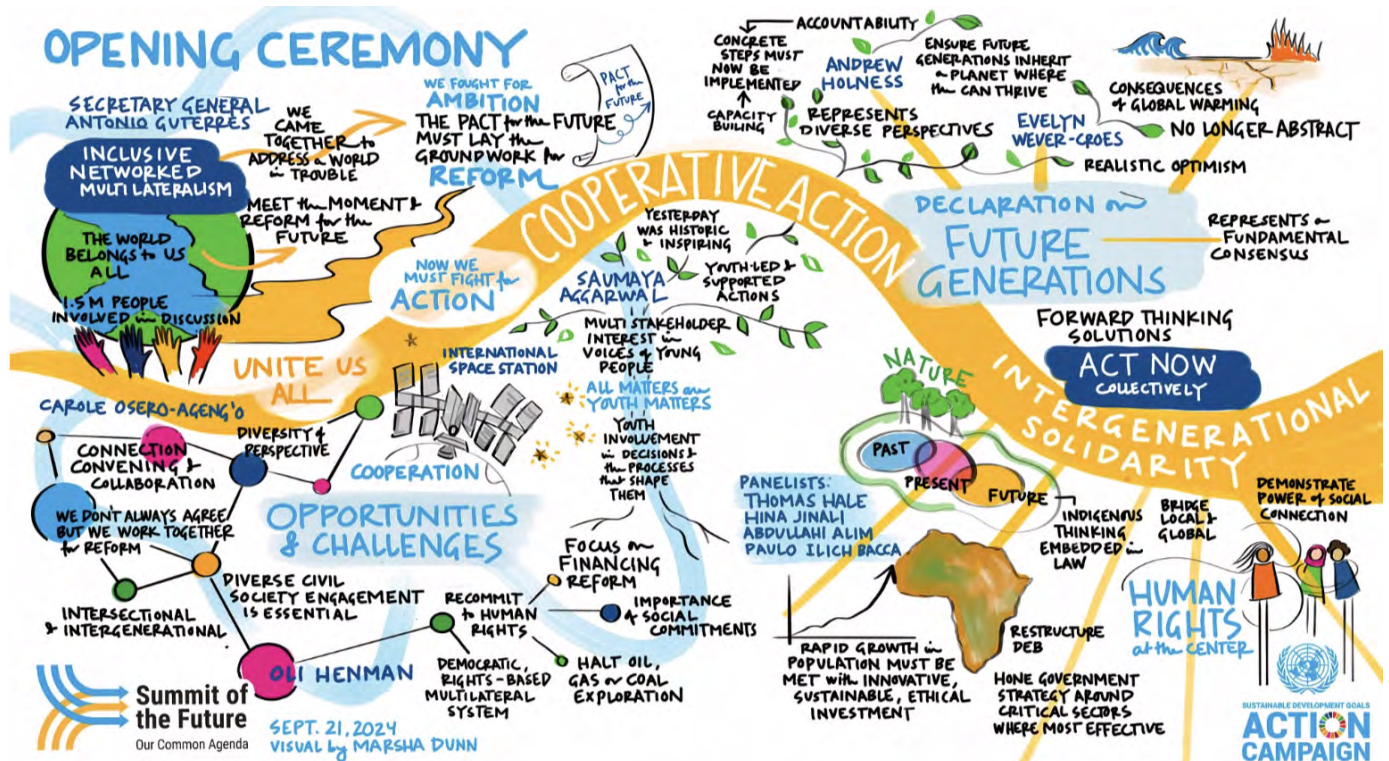 OPENING CEREMONY
SECRETARY GENERAL
ANTONIO GUTERRES
INCLUSIVE
NETWORKED
MULTILATERALISM
THE WORLD
BELONGS to US
ALL
1.5 M PEOPLE
INVOLVED in DISCUSSION
WE
CAME
TOGETHER to
ADDRESS a WORLD
in TROUBLE
MEET the MOMENT &
REFORM for the
FUTURE
WE FOUGHT FOR
AMBITION
THE PACT for the FUTURE
MUST LAY the
GROUNDWORK for
REFORM
PACT
for the
FUTURE
NOW WE
MUST FIGHT for
ACTION
UNITE US
ALL
COOPERATIVE ACTION
INTERGENERATIONAL
SOLIDARITY
ACCOUNTABILITY
CONCRETE
STEPS MUST
NOW BE
IMPLEMENTED
CAPACITY
BUILING
ANDREW
HOLNESS
REPRESENTS
DIVERSE PERSPECTIVES
ENSURE FUTURE
GENERATIONS INHERIT
a PLANET WHERE
the CAN THRIVE
EVELYN
WEVER-CROES
CONSEQUENCES
of GLOBAL WARMING
NO LONGER ABSTRACT
REALISTIC OPTIMISM
DECLARATION on
FUTURE
GENERATIONS
REPRESENTS a
FUNDAMENTAL
CONSENSUS
FORWARD THINKING
SOLUTIONS
ACT NOW
COLLECTIVELY
YESTERDAY
WAS HISTORIC
& INSPIRING
SAUMAYA
AGGARWAL
YOUTH-LED &
SUPPORTED
ACTIONS
MULTI STAKEHOLDER
INTEREST in
VOICES of YOUNG
PEOPLE
ALL MATTERS are
YOUTH MATTERS
YOUTH
INVOLVEMENT
in DECISIONS &
the PROCESSES
that SHAPE
THEM
INTERNATIONAL
SPACE STATION
COOPERATION
CAROLE OSERO-AGENG'O
CONNECTION
CONVENING &
COLLABORATION
DIVERSITY of
PERSPECTIVE
WE DON'T ALWAYS AGREE
BUT WE WORK TOGETHER
for REFORM
OPPORTUNITIES
& CHALLENGES
INTERSECTIONAL
& INTERGENERATIONAL
DIVERSE CIVIL
SOCIETY ENGAGEMENT
IS ESSENTIAL
OLI HENMAN
RECOMMIT
to HUMAN
RIGHTS
FOCUS on
FINANCING
REFORM
IMPORTANCE
of SOCIAL
COMMITMENTS
DEMOCRATIC,
RIGHTS-BASED
MULTILATERAL
SYSTEM
HALT OIL,
GAS or COAL
EXPLORATION
NATURE
PAST
PRESENT
FUTURE
PANELISTS:
THOMAS HALE
HINA JINALI
ABDULLAHI ALIM
PAULO ILICH BACCA
INDIGENOUS
THINKING
EMBEDDED in
LAW
RAPID GROWTH in
POPULATION MUST BE
MET with INNOVATIVE,
SUSTAINABLE, ETHICAL
INVESTMENT
RESTRUCTURE
DEB
HONE GOVERNMENT
STRATEGY AROUND
CRITICAL SECTORS
WHERE MOST EFFECTIVE
BRIDGE
LOCAL &
GLOBAL
DEMONSTRATE
POWER of SOCIAL
CONNECTION
HUMAN
RIGHTS
at the CENTER
Summit of
the Future
Our Common Agenda
SEPT. 21, 2024
VISUAL by MARSHA DUNN
SUSTAINABLE DEVELOPMENT GOALS
ACTION
CAMPAIGN